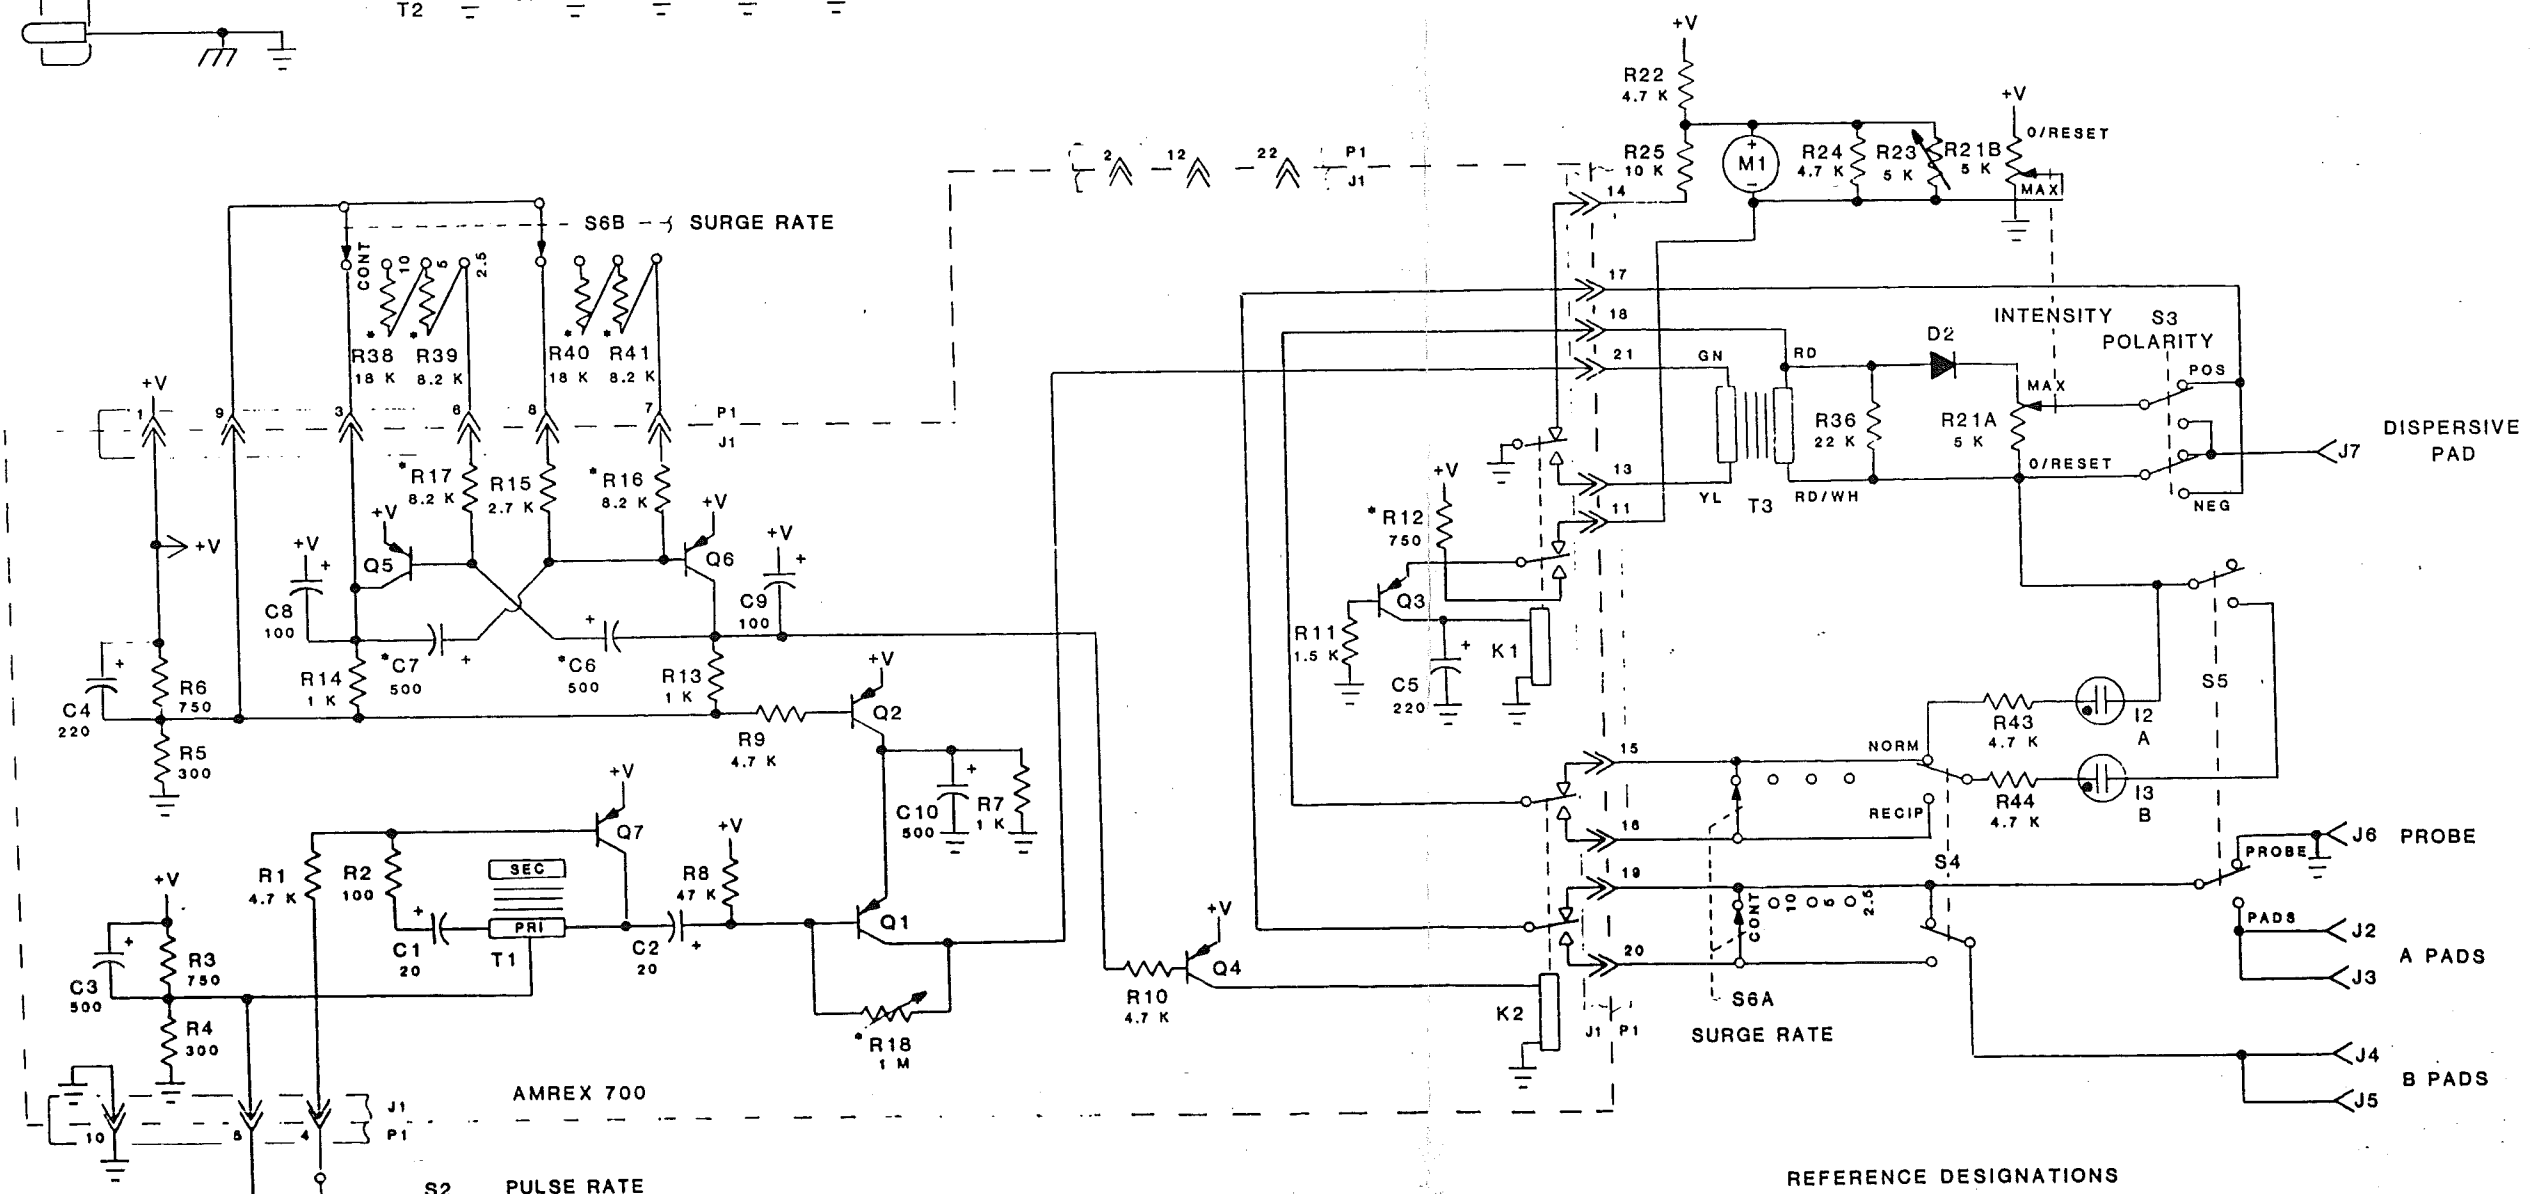 T2
+V
R22
4.7 K
+V
O/RESET
R25
10 K
M1
+
-
R24
4.7 K
R23
5 K
R21B
5 K
MAX
2
12
22
P1
J1
14
S6B
SURGE RATE
CONT
10
5
2.5
* R38
18 K
* R39
8.2 K
* R40
18 K
* R41
8.2 K
17
18
21
GN
RD
INTENSITY
S3
POLARITY
D2
POS
MAX
R36
22 K
R21A
5 K
O/RESET
NEG
DISPERSIVE
PAD
J7
YL
T3
RD/WH
13
11
+V
1
9
3
6
8
7
P1
J1
*R17
8.2 K
R15
2.7 K
*R16
8.2 K
+V
+V
+V
+V
+V
Q5
Q6
+
+
C8
100
C9
100
+V
*R12
750
Q3
R11
1.5 K
C5
220
+
K1
R14
1 K
*C7
500
+
*C6
500
+
R13
1 K
C4
220
+
R6
750
R5
300
R9
4.7 K
+V
Q2
C10
500
+
R7
1 K
15
NORM
R43
4.7 K
I2
A
S5
R44
4.7 K
I3
B
RECIP
16
S4
+V
Q7
R1
4.7 K
R2
100
SEC
PRI
T1
C1
20
+
C2
20
+
+V
R8
47 K
Q1
*R18
1 M
+V
C3
500
+
R3
750
R4
300
+V
Q4
R10
4.7 K
K2
19
CONT
10
5
2.5
20
S6A
SURGE RATE
J1
P1
PROBE
J6
PROBE
PADS
J2
A PADS
J3
J4
B PADS
J5
AMREX 700
J1
P1
10
5
4
S2
PULSE RATE
REFERENCE DESIGNATIONS